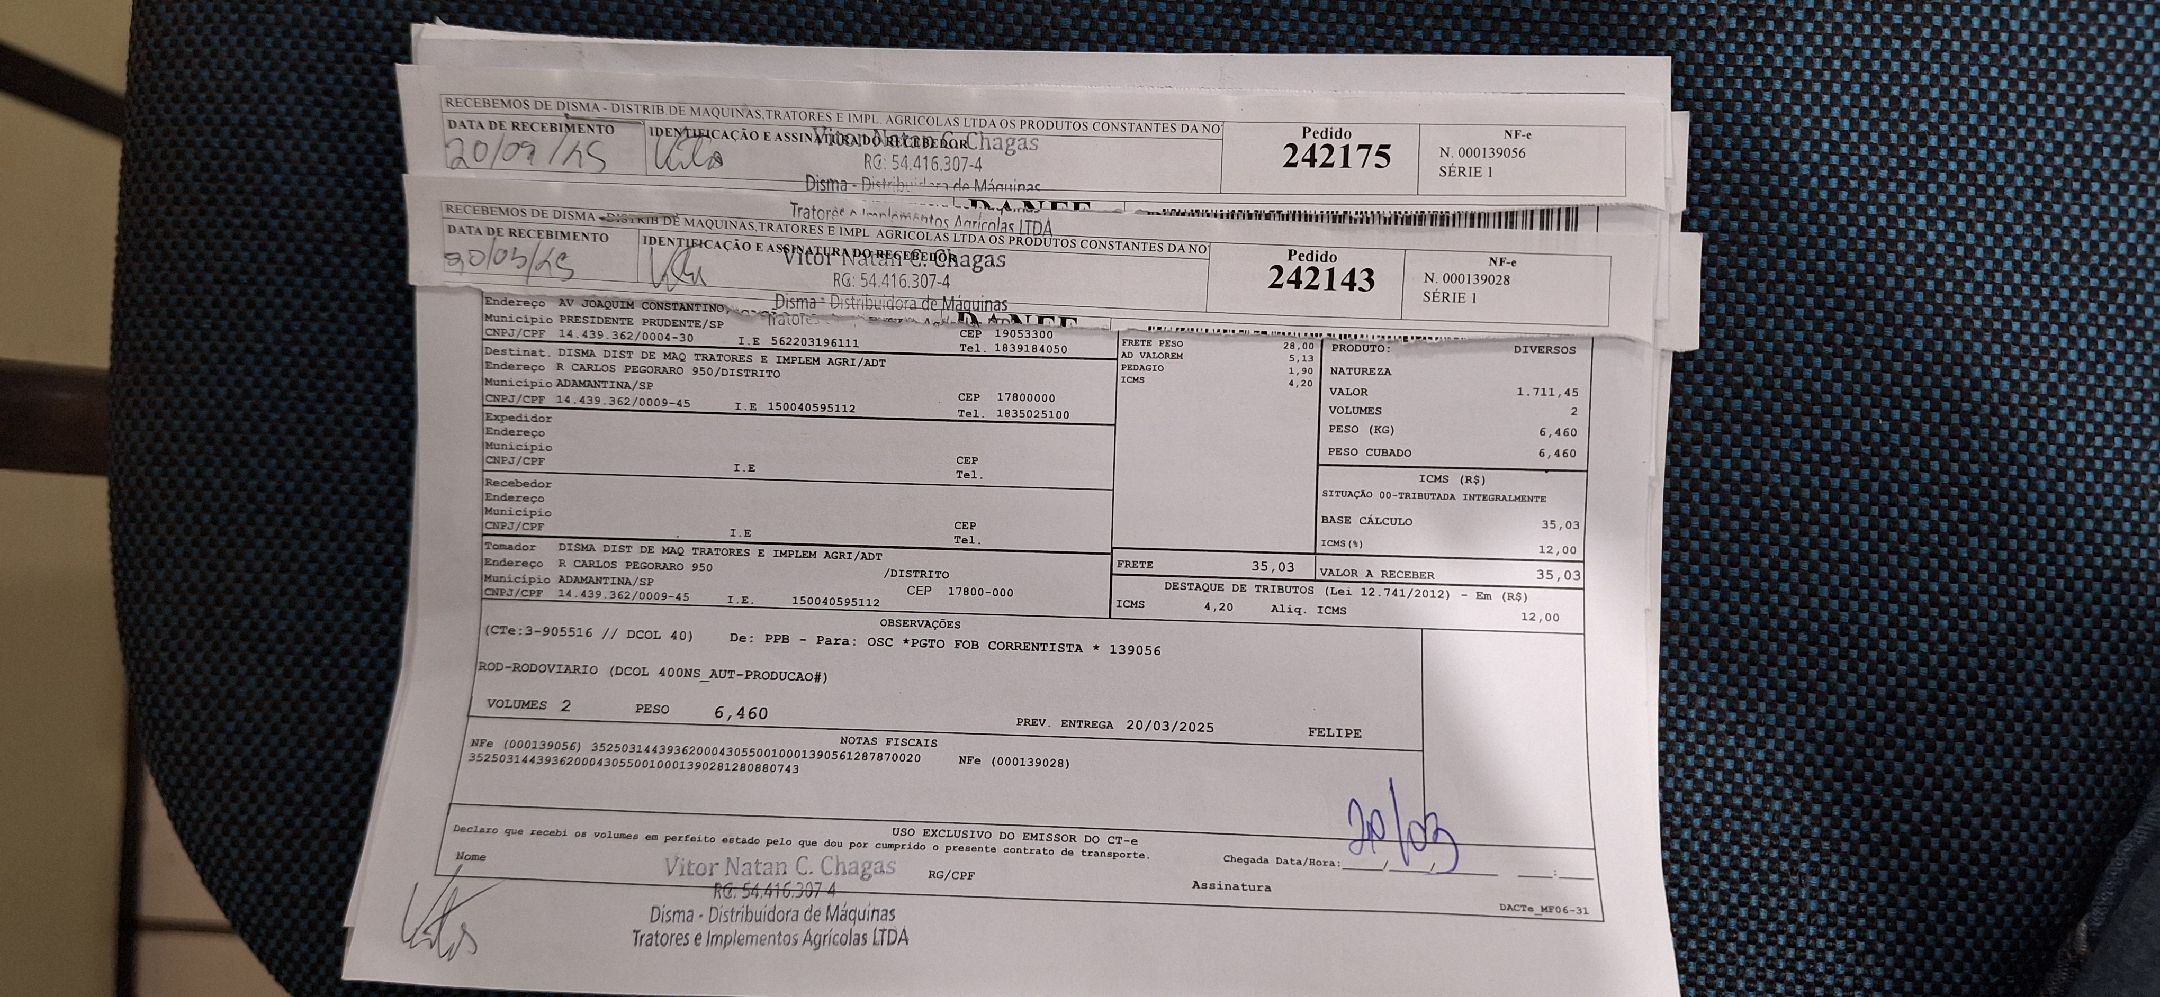 RECEBEMOS DE DISMA - DISTRIB DE MAQUINAS,TRATORES E IMPL. AGRICOLAS LTDA OS PRODUTOS CONSTANTES DA NO
DATA DE RECEBIMENTO
IDENTIFICAÇÃO E ASSINATURA DO RECEBEDOR
Vitor Natan C. Chagas
RG: 54.416.307-4
Disma - Distribuidora de Máquinas
Tratores e Implementos Agrícolas LTDA
Pedido
242175
NF-e
N. 000139056
SÉRIE 1
DANFE
RECEBEMOS DE DISMA - DISTRIB DE MAQUINAS,TRATORES E IMPL. AGRICOLAS LTDA OS PRODUTOS CONSTANTES DA NO
DATA DE RECEBIMENTO
20/03/25
IDENTIFICAÇÃO E ASSINATURA DO RECEBEDOR
Vitor Natan C. Chagas
RG: 54.416.307-4
Disma - Distribuidora de Máquinas
Pedido
242143
NF-e
N. 000139028
SÉRIE 1
DANFE
Endereço AV JOAQUIM CONSTANTINO,
Município PRESIDENTE PRUDENTE/SP CEP 19053300
CNPJ/CPF 14.439.362/0004-30 I.E 562203196111 Tel. 1839184050
Destinat. DISMA DIST DE MAQ TRATORES E IMPLEM AGRI/ADT
Endereço R CARLOS PEGORARO 950/DISTRITO
Município ADAMANTINA/SP CEP 17800000
CNPJ/CPF 14.439.362/0009-45 I.E 150040595112 Tel. 1835025100
Expedidor
Endereço
Município CEP
CNPJ/CPF I.E Tel.
Recebedor
Endereço
Município CEP
CNPJ/CPF I.E Tel.
Tomador DISMA DIST DE MAQ TRATORES E IMPLEM AGRI/ADT
Endereço R CARLOS PEGORARO 950 /DISTRITO
Município ADAMANTINA/SP CEP 17800-000
CNPJ/CPF 14.439.362/0009-45 I.E. 150040595112
FRETE PESO 28,00
AD VALOREM 5,13
PEDAGIO 1,90
ICMS 4,20
PRODUTO: DIVERSOS
NATUREZA
VALOR 1.711,45
VOLUMES 2
PESO (KG) 6,460
PESO CUBADO 6,460
ICMS (R$)
SITUAÇÃO 00-TRIBUTADA INTEGRALMENTE
BASE CÁLCULO 35,03
ICMS(%) 12,00
FRETE 35,03 VALOR A RECEBER 35,03
DESTAQUE DE TRIBUTOS (Lei 12.741/2012) - Em (R$)
ICMS 4,20 Aliq. ICMS 12,00
OBSERVAÇÕES
(CTe:3-905516 // DCOL 40) De: PPB - Para: OSC *PGTO FOB CORRENTISTA * 139056
ROD-RODOVIARIO (DCOL 400NS_AUT-PRODUCAO#)
VOLUMES 2 PESO 6,460 PREV. ENTREGA 20/03/2025 FELIPE
NOTAS FISCAIS
NFe (000139056) 35250314439362000430550010001390561287870020 NFe (000139028)
35250314439362000430550010001390281280880743
USO EXCLUSIVO DO EMISSOR DO CT-e
Declaro que recebi os volumes em perfeito estado pelo que dou por cumprido o presente contrato de transporte.
Nome RG/CPF Assinatura
Chegada Data/Hora: 20/03
Vitor Natan C. Chagas
RG: 54.416.307-4
Disma - Distribuidora de Máquinas
Tratores e Implementos Agrícolas LTDA
DACTe_MF06-31